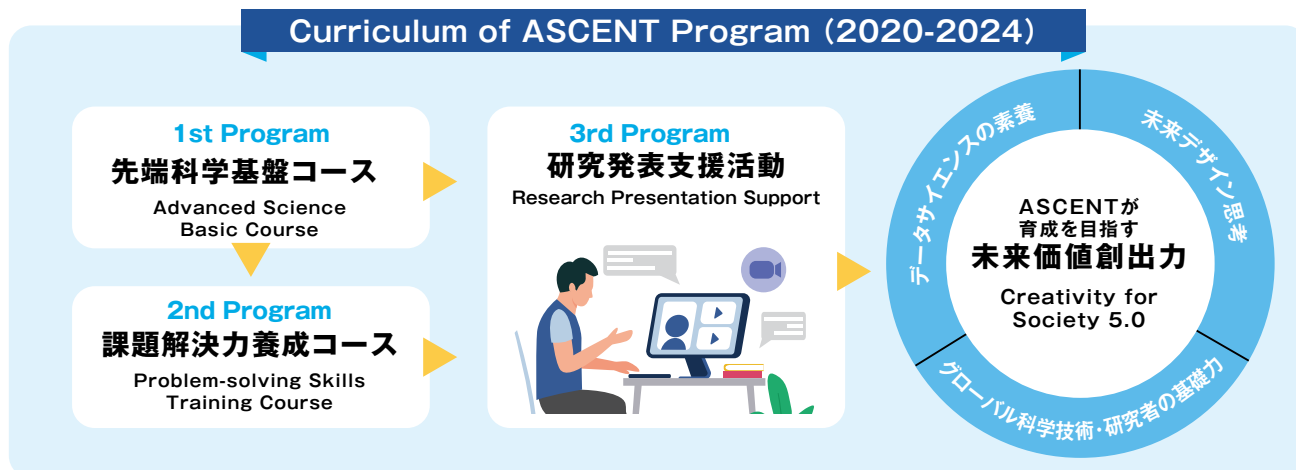 Curriculum of ASCENT Program (2020-2024)
1st Program
先端科学基盤コース
Advanced Science
Basic Course
2nd Program
課題解決力養成コース
Problem-solving Skills
Training Course
3rd Program
研究発表支援活動
Research Presentation Support
データサイエンスの素養
未来デザイン思考
グローバル科学技術・研究者の基礎力
ASCENTが
育成を目指す
未来価値創出力
Creativity for
Society 5.0